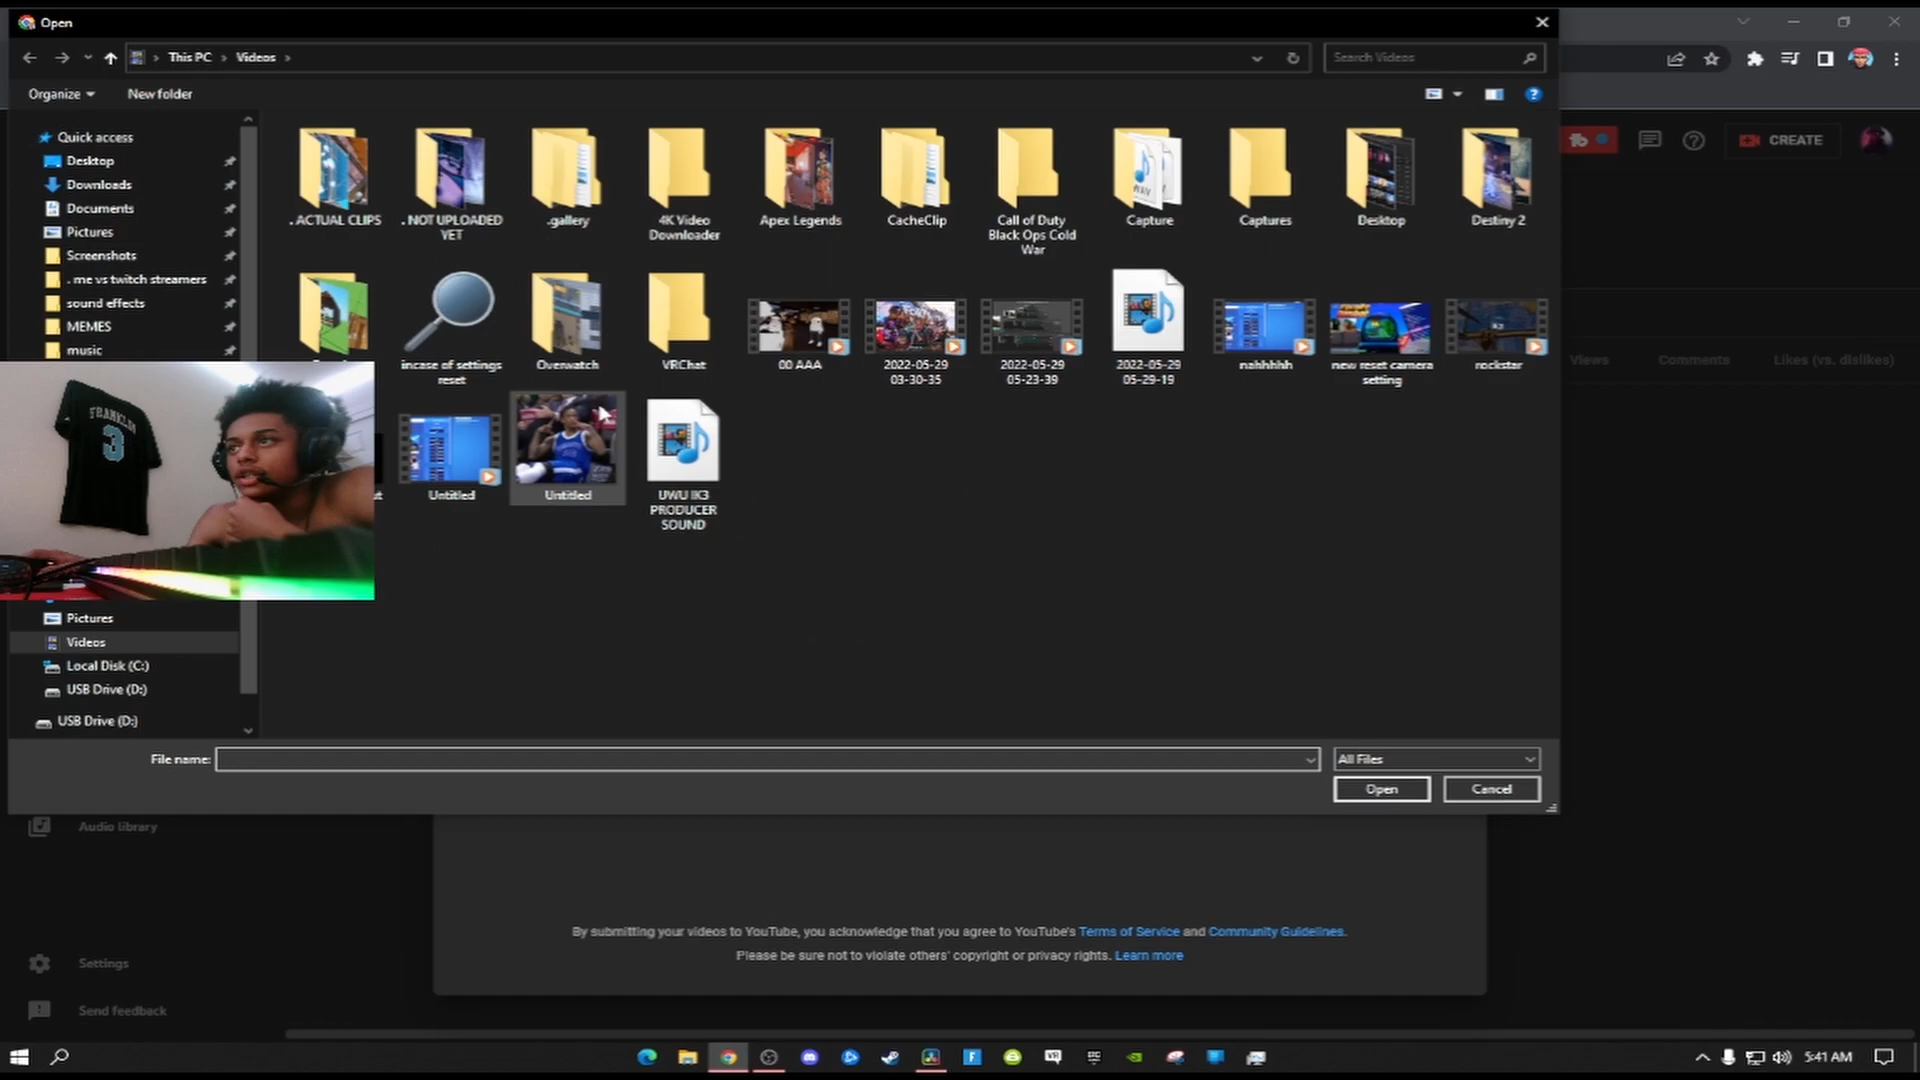 Open
This PC > Videos >
Search Videos
Organize
New folder
Quick access
Desktop
Downloads
Documents
Pictures
Screenshots
. me vs twitch streamers
sound effects
MEMES
music
. ACTUAL CLIPS
. NOT UPLOADED
YET
.gallery
4K Video
Downloader
Apex Legends
CacheClip
Call of Duty
Black Ops Cold
War
Capture
Captures
Desktop
Destiny 2
incase of settings
reset
Overwatch
VRChat
00 AAA
2022-05-29
03-30-35
2022-05-29
05-23-39
2022-05-29
05-29-19
nahhhhh
new reset camera
setting
rockstar
Untitled
Untitled
UWU IK3
PRODUCER
SOUND
FRANKLIN
3
Pictures
Videos
Local Disk (C:)
USB Drive (D:)
USB Drive (D:)
File name:
All Files
Open
Cancel
CREATE
Views
Comments
Likes (vs. dislikes)
Audio library
Settings
Send feedback
By submitting your videos to YouTube, you acknowledge that you agree to YouTube's Terms of Service and Community Guidelines.
Please be sure not to violate others' copyright or privacy rights. Learn more
5:41 AM